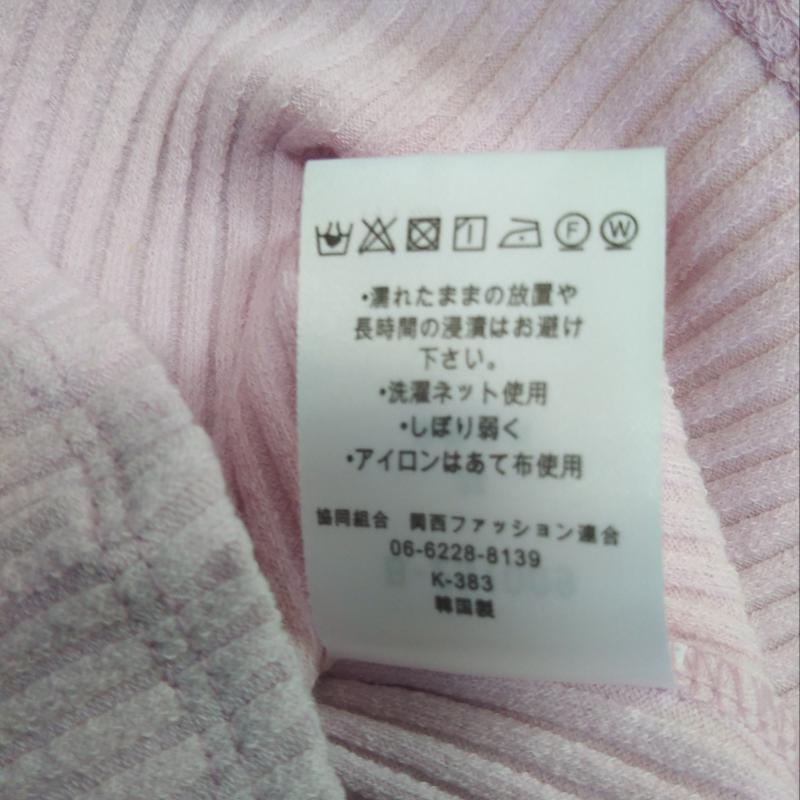 F W
・濡れたままの放置や
長時間の浸漬はお避け
下さい。
・洗濯ネット使用
・しぼり弱く
・アイロンはあて布使用
協同組合 関西ファッション連合
06-6228-8139
K-383
韓国製